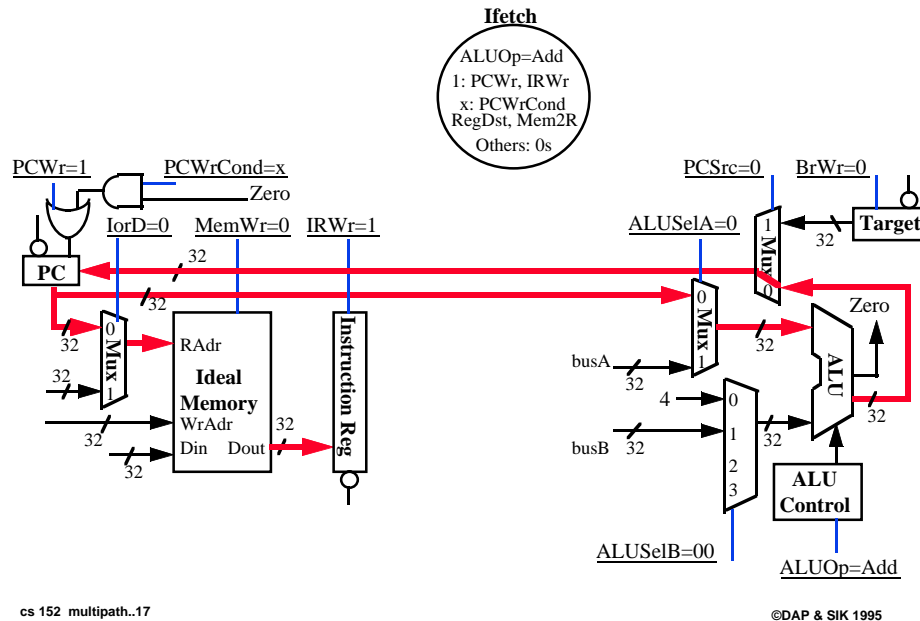 Ifetch
ALUOp=Add
1: PCWr, IRWr
x: PCWrCond
RegDst, Mem2R
Others: 0s
PCWr=1
PCWrCond=x
Zero
PCSrc=0
BrWr=0
IorD=0
MemWr=0
IRWr=1
ALUSelA=0
1
Mux
0
32
Target
PC
32
32
32
0
Mux
1
32
RAdr
Ideal
Memory
WrAdr
32
Din
Dout
32
32
Instruction Reg
0
Mux
1
32
busA
32
Zero
ALU
32
4
0
1
2
3
32
busB
32
ALU
Control
ALUSelB=00
ALUOp=Add
cs 152 multipath..17
©DAP & SIK 1995